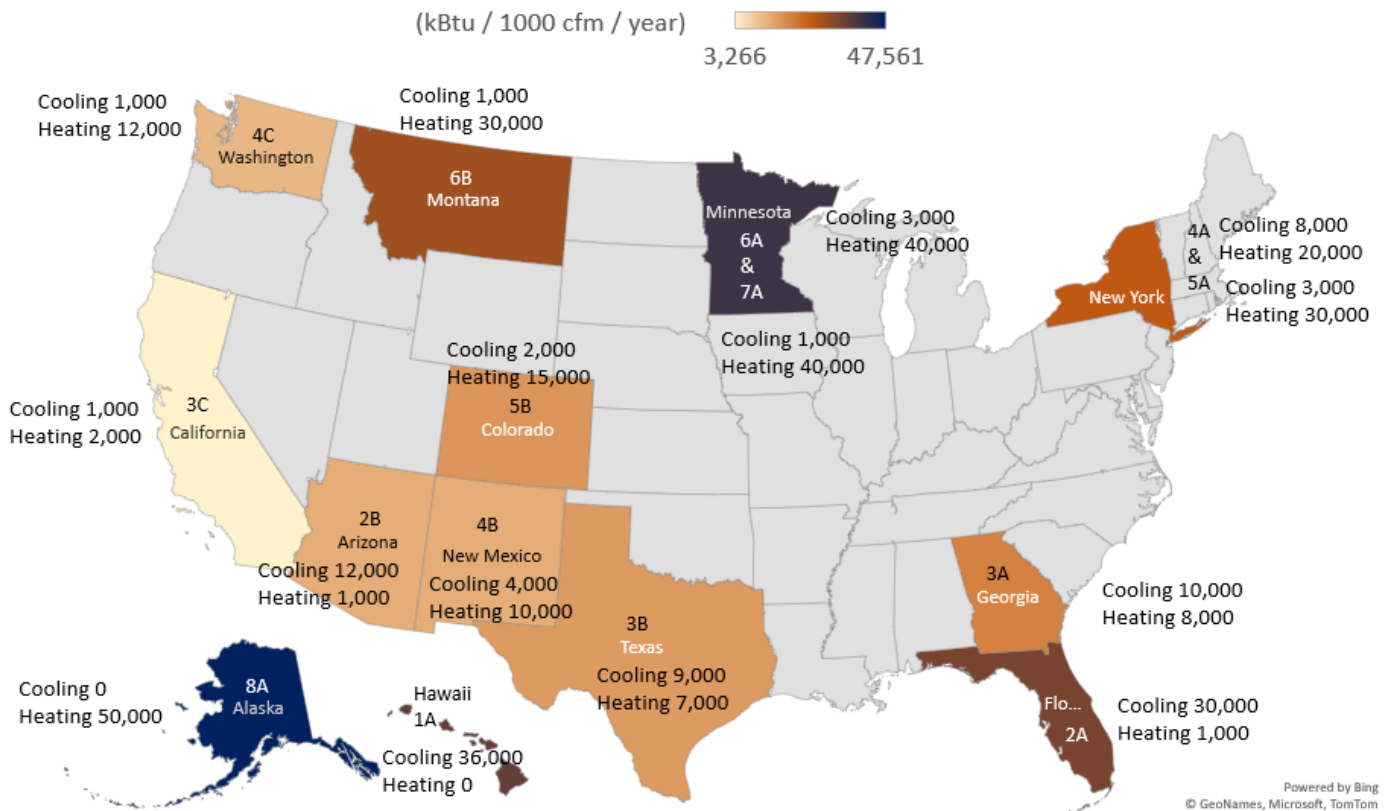 (kBtu / 1000 cfm / year)
3,266
47,561
Cooling 1,000
Heating 12,000
4C
Washington
Cooling 1,000
Heating 30,000
6B
Montana
Minnesota
6A
&
7A
Cooling 3,000
Heating 40,000
Cooling 1,000
Heating 40,000
New York
4A
&
5A
Cooling 8,000
Heating 20,000
Cooling 3,000
Heating 30,000
Cooling 1,000
Heating 2,000
3C
California
Cooling 2,000
Heating 15,000
5B
Colorado
2B
Arizona
Cooling 12,000
Heating 1,000
4B
New Mexico
Cooling 4,000
Heating 10,000
3B
Texas
Cooling 9,000
Heating 7,000
3A
Georgia
Cooling 10,000
Heating 8,000
Cooling 0
Heating 50,000
8A
Alaska
Hawaii
1A
Cooling 36,000
Heating 0
Flo...
2A
Cooling 30,000
Heating 1,000
Powered by Bing
© GeoNames, Microsoft, TomTom